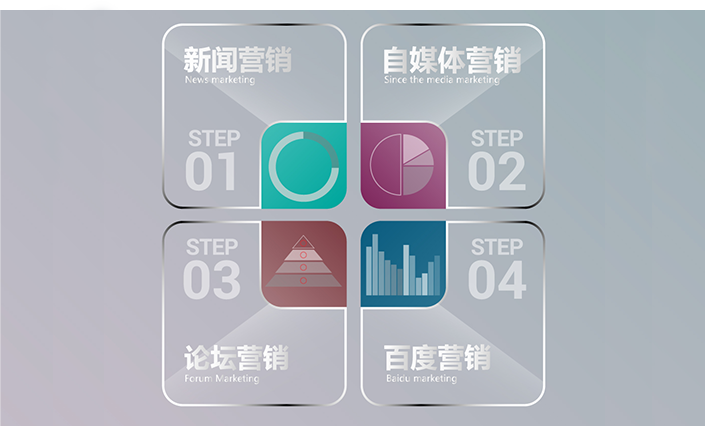 新闻营销
News marketing
STEP
01
自媒体营销
Since the media marketing
STEP
02
STEP
03
论坛营销
Forum Marketing
STEP
04
百度营销
Baidu marketing